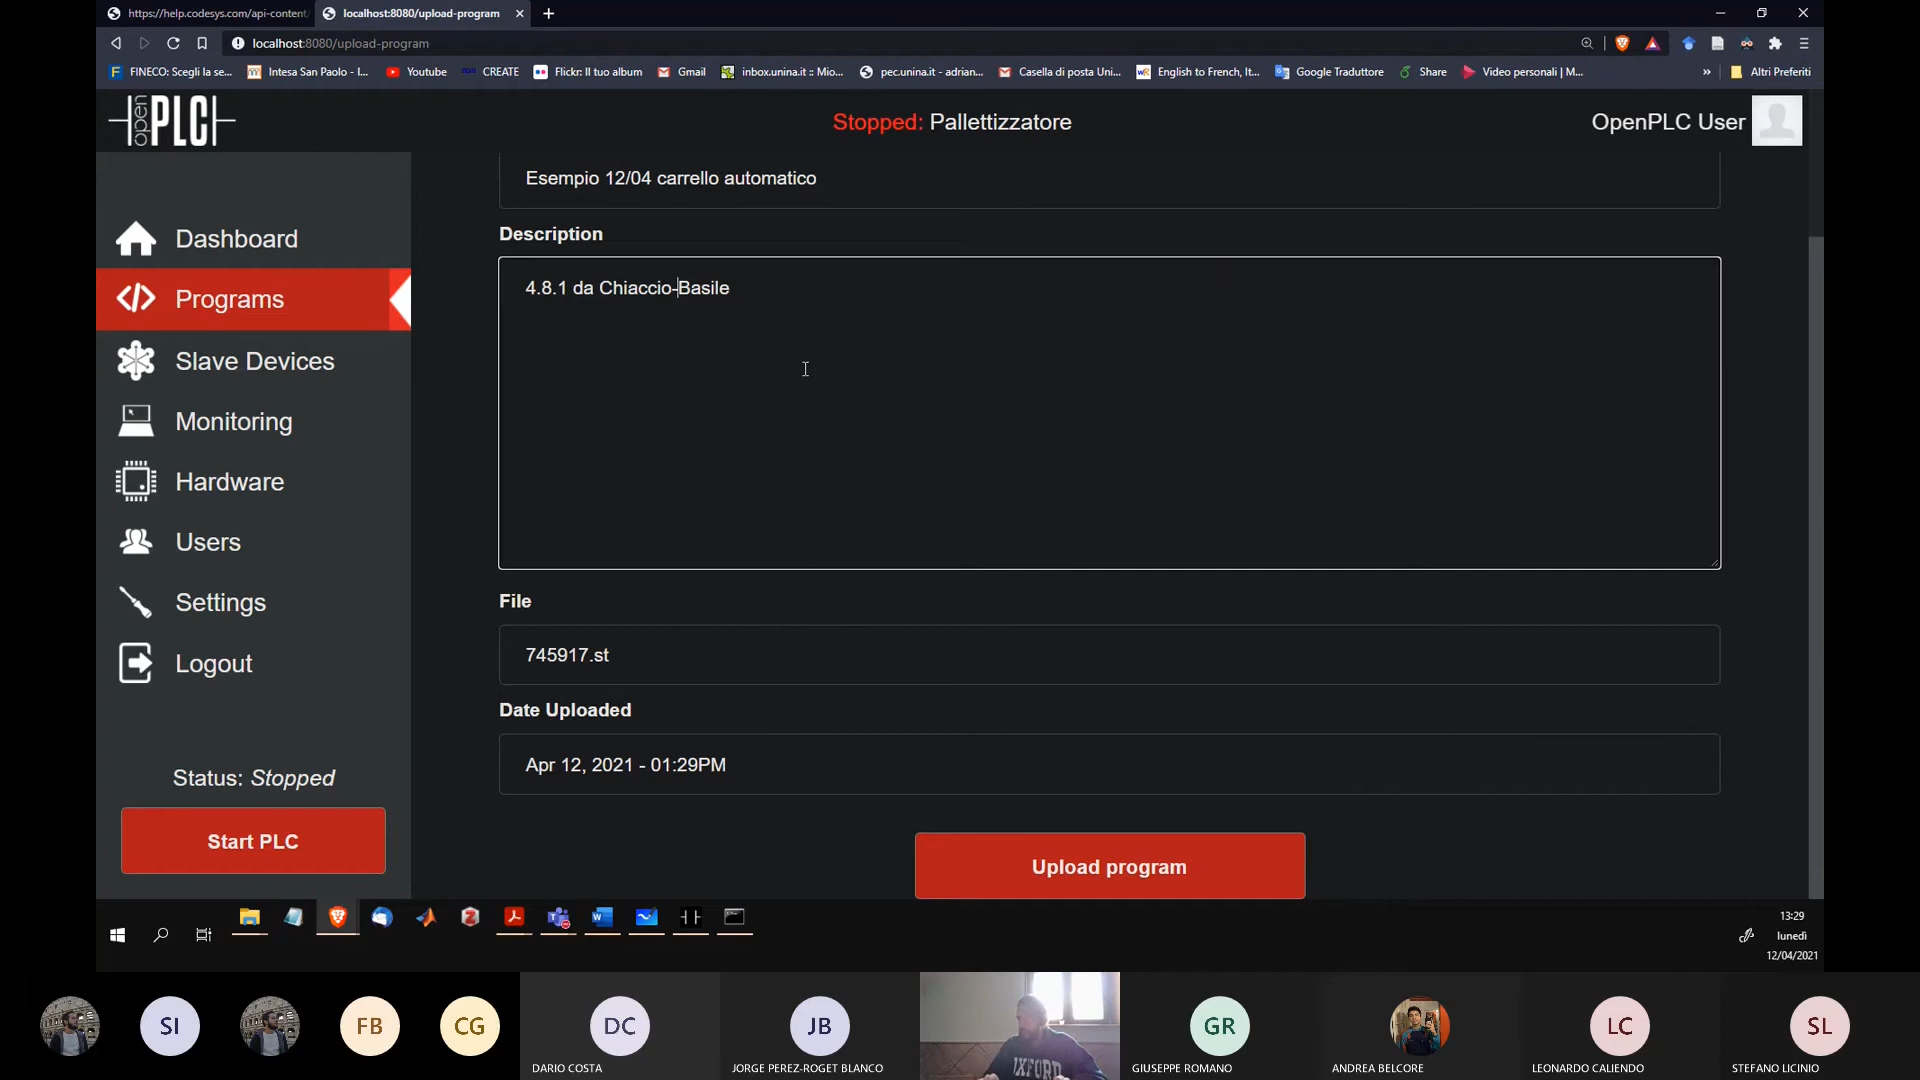 https://help.codesys.com/api-content
localhost:8080/upload-program
localhost:8080/upload-program
FINECO: Scegli la se...
Intesa San Paolo - I...
Youtube
CREATE
Flickr: Il tuo album
Gmail
inbox.unina.it :: Mio...
pec.unina.it - adrian...
Casella di posta Uni...
English to French, It...
Google Traduttore
Share
Video personali | M...
»
Altri Preferiti
open PLC
Stopped: Pallettizzatore
OpenPLC User
Dashboard
Programs
Slave Devices
Monitoring
Hardware
Users
Settings
Logout
Status: Stopped
Start PLC
Esempio 12/04 carrello automatico
Description
4.8.1 da Chiaccio-Basile
File
745917.st
Date Uploaded
Apr 12, 2021 - 01:29PM
Upload program
13:29
lunedì
12/04/2021
SI
FB
CG
DC
DARIO COSTA
JB
JORGE PEREZ-ROGET BLANCO
OXFORD
GR
GIUSEPPE ROMANO
ANDREA BELCORE
LC
LEONARDO CALIENDO
SL
STEFANO LICINIO